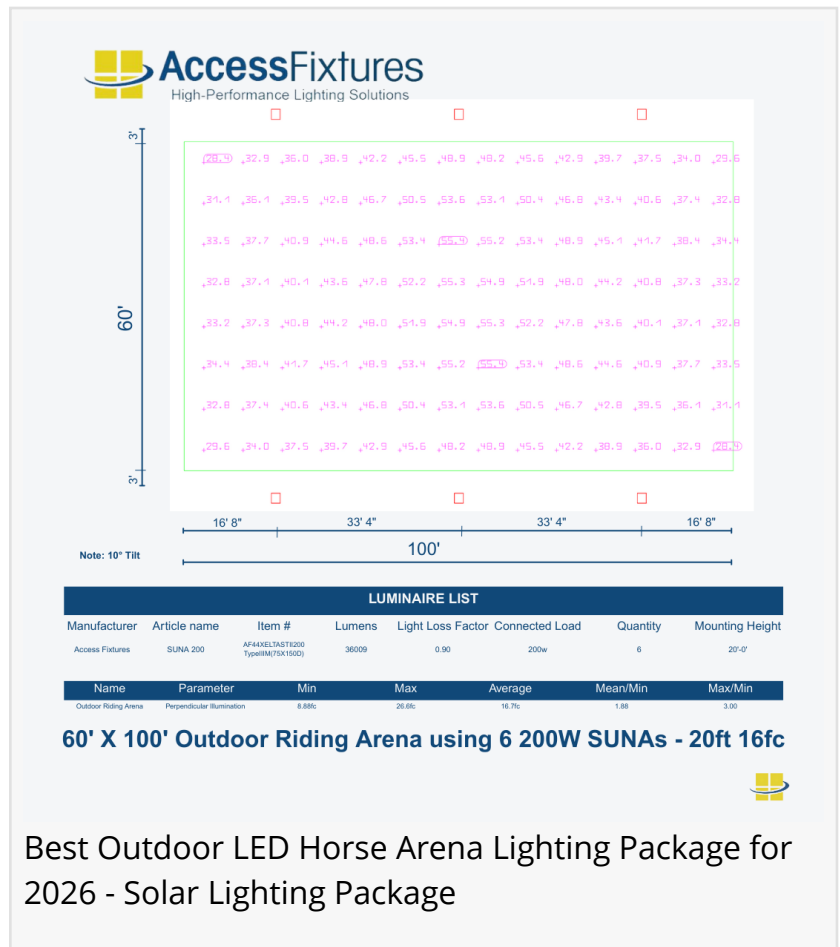 AccessFixtures
High-Performance Lighting Solutions
3'
28.4 32.9 36.0 38.9 42.2 45.5 48.9 48.2 45.6 42.9 39.7 37.5 34.0 29.6
31.1 36.1 39.5 42.8 46.7 50.5 53.6 53.1 50.4 46.8 43.4 40.6 37.4 32.8
33.5 37.7 40.9 44.6 48.6 53.4 55.4 55.2 53.4 48.9 45.1 41.7 38.4 34.4
32.8 37.1 40.1 43.6 47.8 52.2 55.3 54.9 51.9 48.0 44.2 40.8 37.3 33.2
60'
33.2 37.3 40.8 44.2 48.0 51.9 54.9 55.3 52.2 47.8 43.6 40.1 37.1 32.8
34.4 38.4 41.7 45.1 48.9 53.4 55.2 55.4 53.4 48.6 44.6 40.9 37.7 33.5
32.8 37.4 40.6 43.4 46.8 50.4 53.1 53.6 50.5 46.7 42.8 39.5 36.1 31.1
29.6 34.0 37.5 39.7 42.9 45.6 48.2 48.9 45.5 42.2 38.9 36.0 32.9 28.4
3'
16' 8" 33' 4" 33' 4" 16' 8"
Note: 10° Tilt
100'
LUMINAIRE LIST
Manufacturer Article name Item # Lumens Light Loss Factor Connected Load Quantity Mounting Height
Access Fixtures SUNA 200 AF44XELTASTII200 36009 0.90 200w 6 20'-0'
TypeIIIM(75X150D)
Name Parameter Min Max Average Mean/Min Max/Min
Outdoor Riding Arena Perpendicular Illumination 8.88fc 26.6fc 16.7fc 1.88 3.00
60' X 100' Outdoor Riding Arena using 6 200W SUNAs - 20ft 16fc
Best Outdoor LED Horse Arena Lighting Package for
2026 - Solar Lighting Package